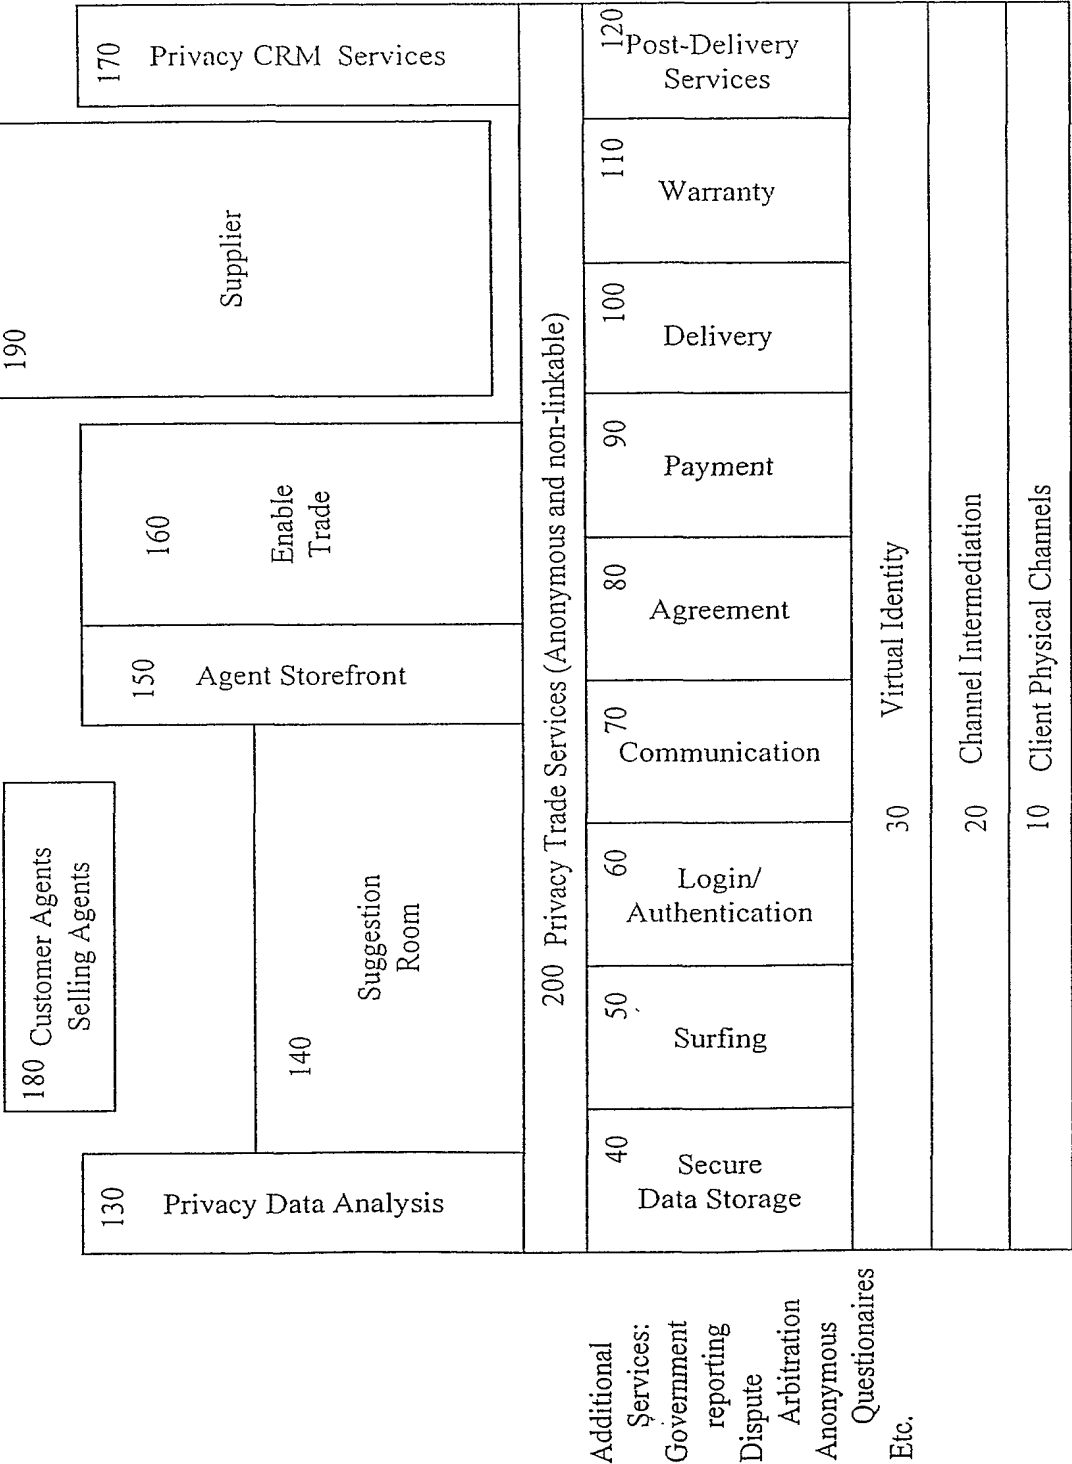 170
Privacy CRM Services
190
Supplier
160
Enable
Trade
150
Agent Storefront
180 Customer Agents
Selling Agents
140
Suggestion
Room
130
Privacy Data Analysis
200 Privacy Trade Services (Anonymous and non-linkable)
120
Post-Delivery
Services
110
Warranty
100
Delivery
90
Payment
80
Agreement
70
Communication
60
Login/
Authentication
50
Surfing
40
Secure
Data Storage
30 Virtual Identity
20 Channel Intermediation
10 Client Physical Channels
Additional
Services:
Government
reporting
Dispute
Arbitration
Anonymous
Questionaires
Etc.